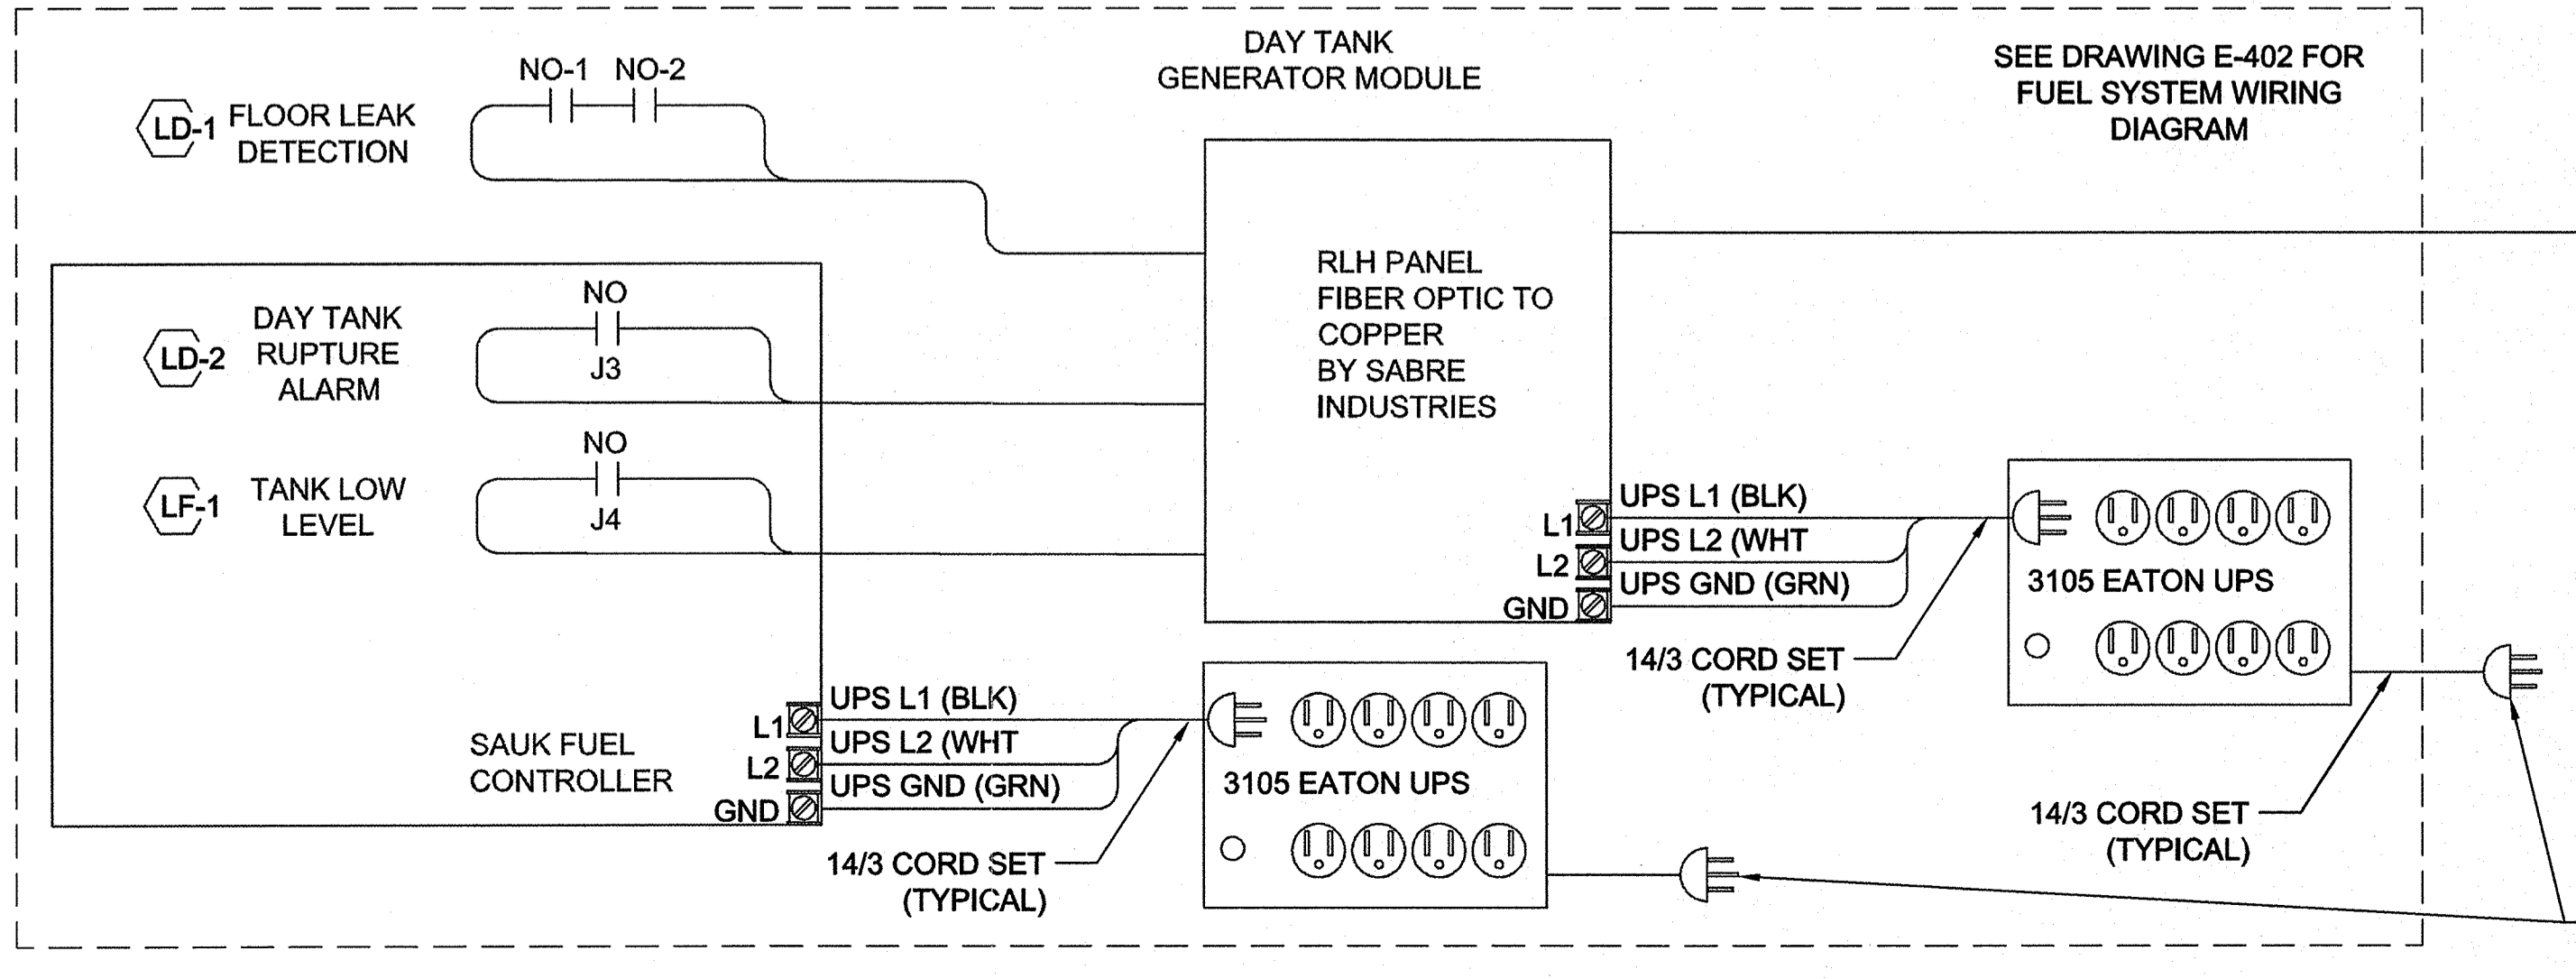 DAY TANK
GENERATOR MODULE
SEE DRAWING E-402 FOR
FUEL SYSTEM WIRING
DIAGRAM
NO-1 NO-2
LD-1
FLOOR LEAK
DETECTION
NO
LD-2
DAY TANK
RUPTURE
ALARM
J3
NO
LF-1
TANK LOW
LEVEL
J4
RLH PANEL
FIBER OPTIC TO
COPPER
BY SABRE
INDUSTRIES
L1
UPS L1 (BLK)
L2
UPS L2 (WHT
GND
UPS GND (GRN)
14/3 CORD SET
(TYPICAL)
3105 EATON UPS
14/3 CORD SET
(TYPICAL)
SAUK FUEL
CONTROLLER
L1
UPS L1 (BLK)
L2
UPS L2 (WHT
GND
UPS GND (GRN)
14/3 CORD SET
(TYPICAL)
3105 EATON UPS